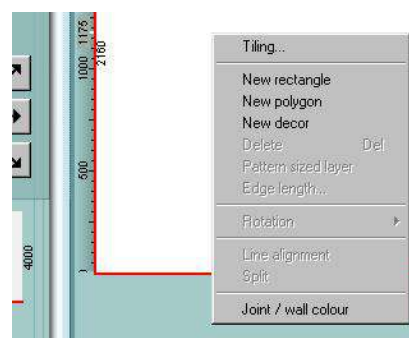 1175
2160
1000
500
4000
Tiling...
New rectangle
New polygon
New decor
Delete Del
Pattern sized layer
Edge length...
Rotation
Line alignment
Split
Joint / wall colour